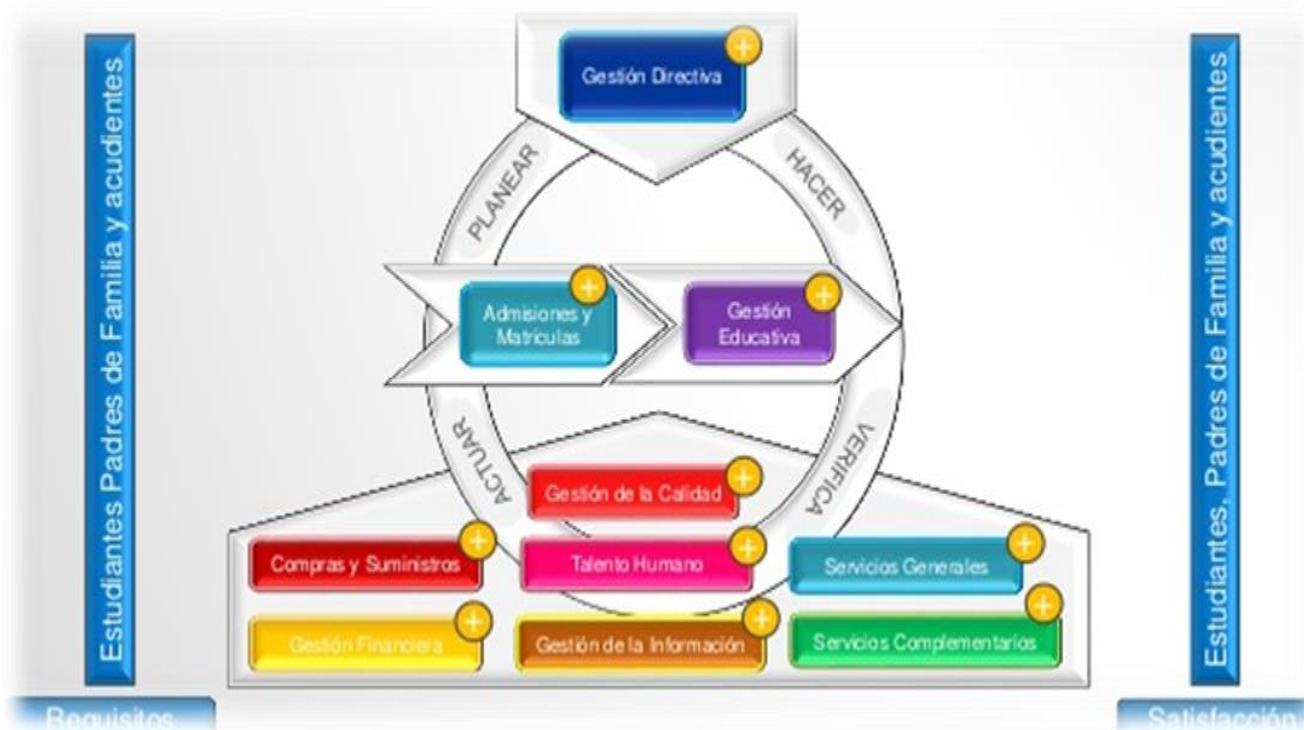 Gestión Directiva
PLANEAR
HACER
Estudiantes Padres de Familia y acudientes
Estudiantes, Padres de Familia y acudientes
Admisiones y
Matriculas
Gestión
Educativa
ACTUAR
VERIFICA
Gestión de la Calidad
Compras y Suministros
Talento Humano
Servicios Generales
Gestión Financiera
Gestión de la Información
Servicios Complementarios
Requisitos
Satisfacción